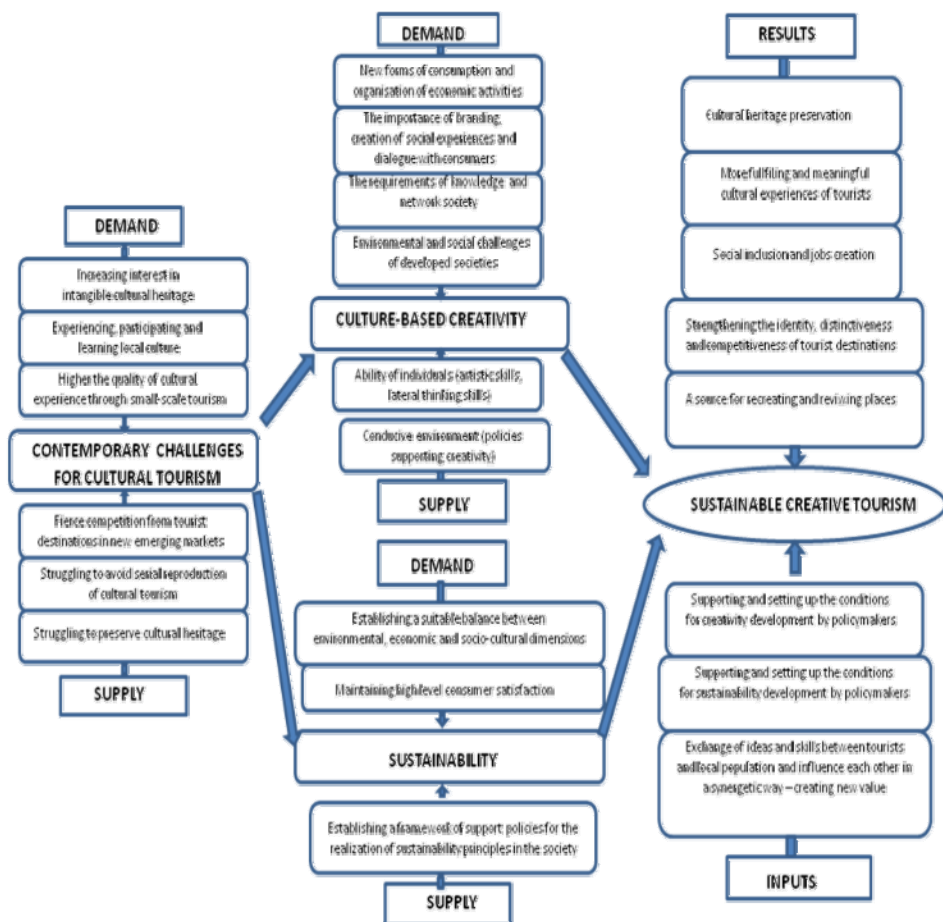 DEMAND
Increasing interest in
intangible cultural heritage
Experiencing, participating and
learning local culture
Higher the quality of cultural
experience through small-scale tourism
CONTEMPORARY CHALLENGES
FOR CULTURAL TOURISM
Fierce competition from tourist
destinations in new emerging markets
Struggling to avoid serial reproduction
of cultural tourism
Struggling to preserve cultural heritage
SUPPLY
DEMAND
New forms of consumption and
organisation of economic activities
The importance of branding,
creation of social experiences and
dialogue with consumers
The requirements of knowledge and
network society
Environmental and social challenges
of developed societies
CULTURE-BASED CREATIVITY
Ability of individuals (artistic skills,
lateral thinking skills)
Conducive environment (policies
supporting creativity)
SUPPLY
DEMAND
Establishing a suitable balance between
environmental, economic and socio-cultural dimensions
Maintaining high level consumer satisfaction
SUSTAINABILITY
Establishing a framework of support policies for the
realization of sustainability principles in the society
SUPPLY
RESULTS
Cultural heritage preservation
More fullfiling and meaningful
cultural experiences of tourists
Social inclusion and jobs creation
Strengthening the identity, distinctiveness
and competitiveness of tourist destinations
A source for recreating and reviwing places
SUSTAINABLE CREATIVE TOURISM
Supporting and setting up the conditions
for creativity development by policymakers
Supporting and setting up the conditions
for sustainability development by policymakers
Exchange of ideas and skills between tourists
and local population and influence each other in
a synergetic way – creating new value
INPUTS